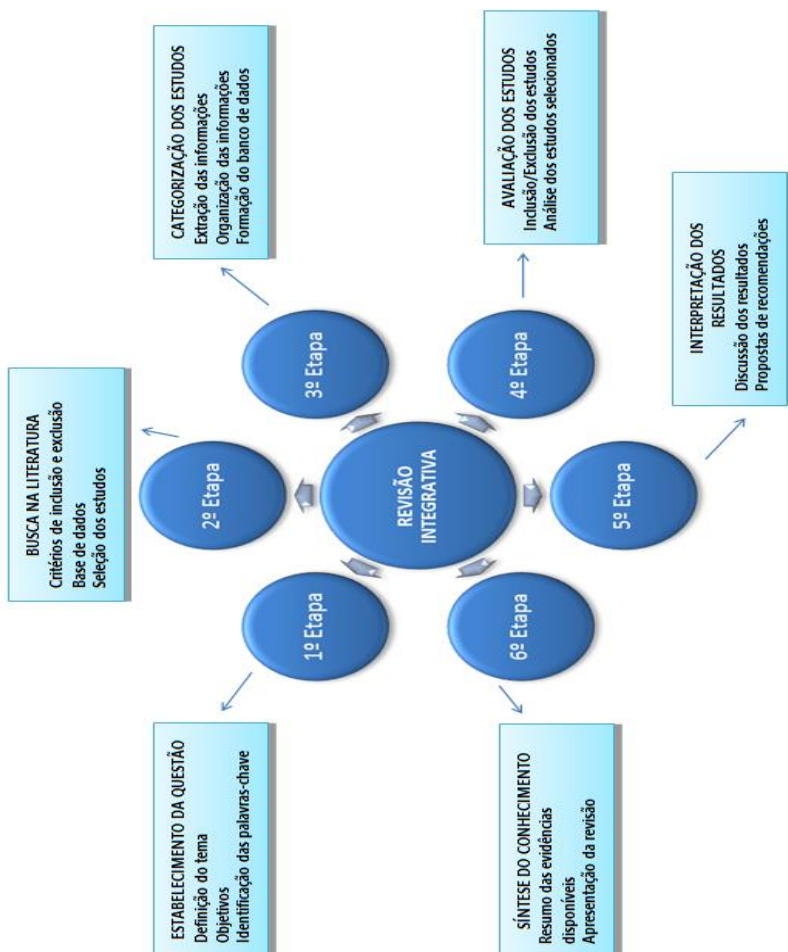 ESTABELECIMENTO DA QUESTÃO
Definição do tema
Objetivos
Identificação das palavras-chave
1º Etapa
BUSCA NA LITERATURA
Critérios de inclusão e exclusão
Base de dados
Seleção dos estudos
2º Etapa
CATEGORIZAÇÃO DOS ESTUDOS
Extração das informações
Organização das informações
Formação do banco de dados
3º Etapa
REVISÃO
INTEGRATIVA
AVALIAÇÃO DOS ESTUDOS
Inclusão/Exclusão dos estudos
Análise dos estudos selecionados
4º Etapa
INTERPRETAÇÃO DOS
RESULTADOS
Discussão dos resultados
Propostas de recomendações
5º Etapa
SÍNTESE DO CONHECIMENTO
Resumo das evidências
disponíveis
Apresentação da revisão
6º Etapa